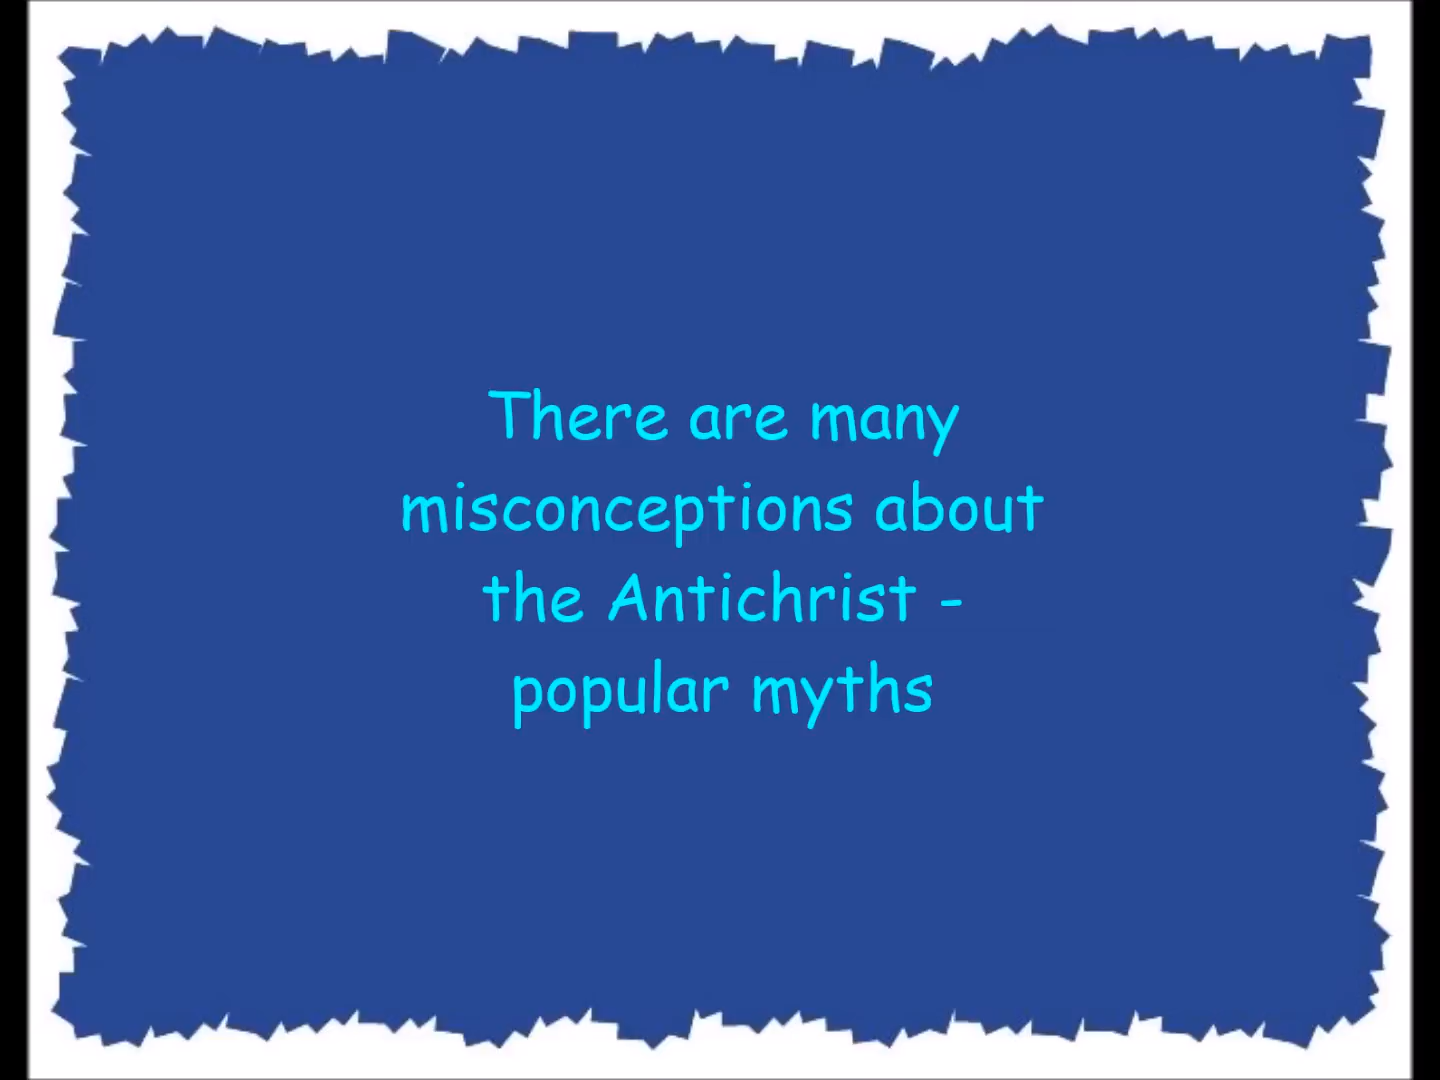 There are many
misconceptions about
the Antichrist -
popular myths